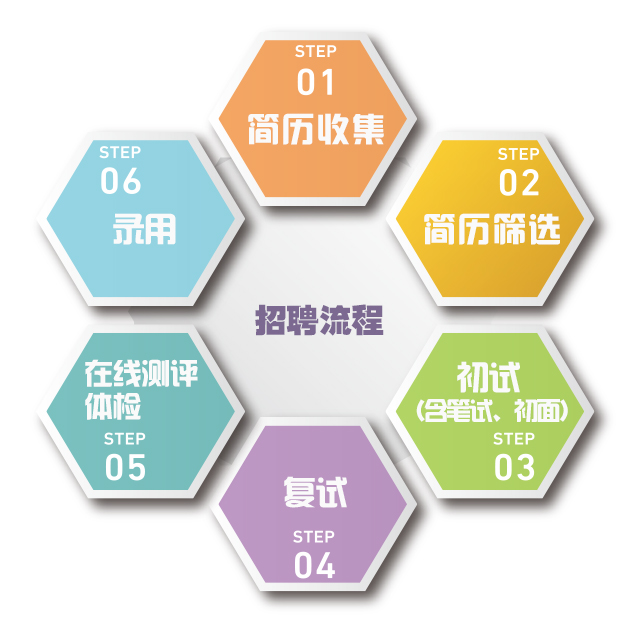 STEP
01
简历收集
STEP
02
简历筛选
初试
(含笔试、初面)
STEP
03
复试
STEP
04
在线测评
体检
STEP
05
STEP
06
录用
招聘流程